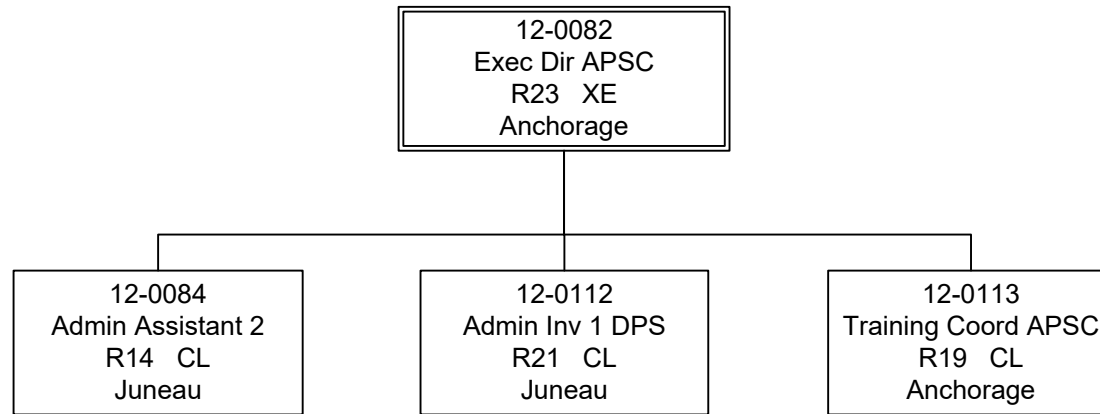 12-0082
Exec Dir APSC
R23 XE
Anchorage
12-0084
Admin Assistant 2
R14 CL
Juneau
12-0112
Admin Inv 1 DPS
R21 CL
Juneau
12-0113
Training Coord APSC
R19 CL
Anchorage